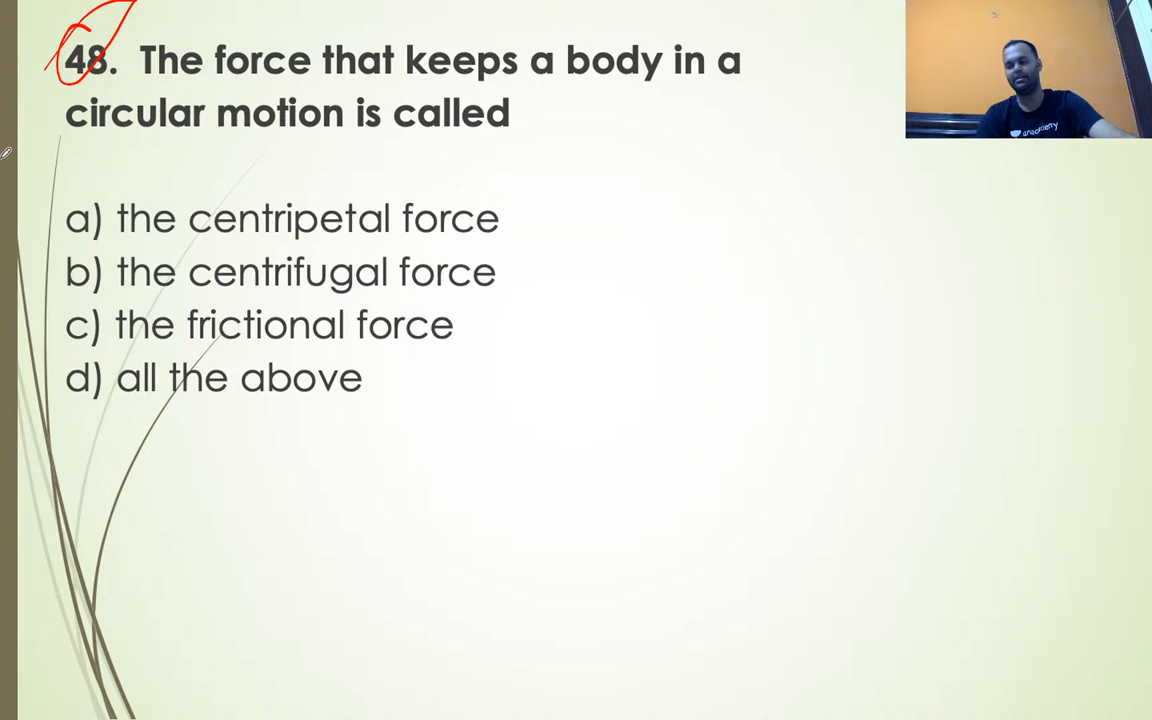 48. The force that keeps a body in a
circular motion is called
a) the centripetal force
b) the centrifugal force
c) the frictional force
d) all the above
unacademy